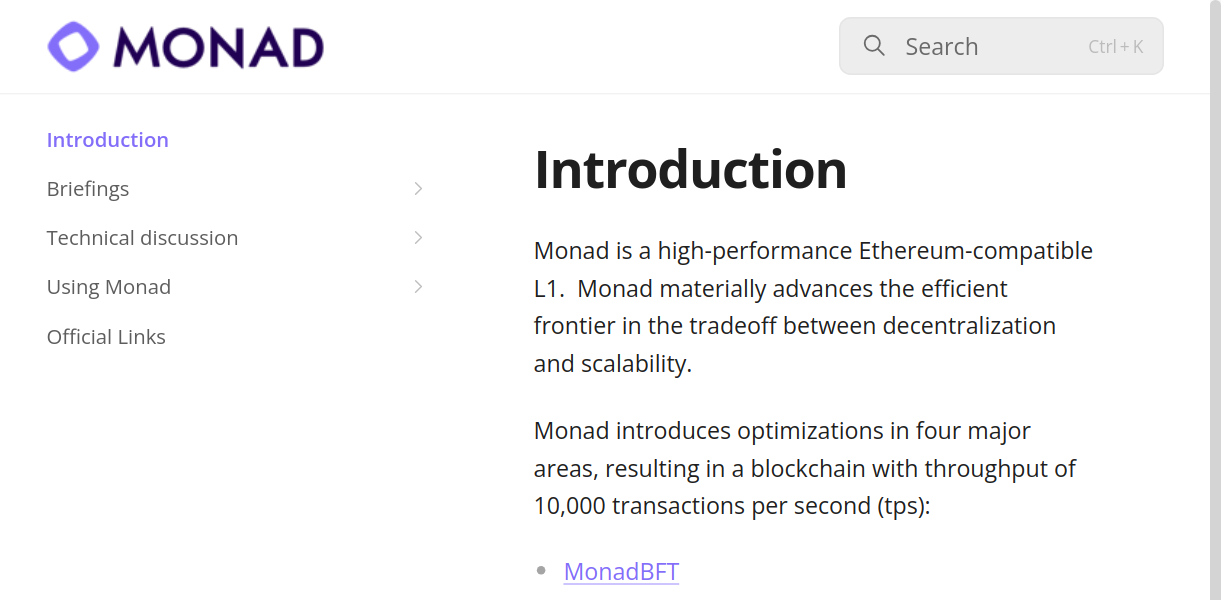 MONAD
Search Ctrl + K
Introduction
Briefings
Technical discussion
Using Monad
Official Links
Introduction
Monad is a high-performance Ethereum-compatible
L1.  Monad materially advances the efficient
frontier in the tradeoff between decentralization
and scalability.
Monad introduces optimizations in four major
areas, resulting in a blockchain with throughput of
10,000 transactions per second (tps):
• MonadBFT